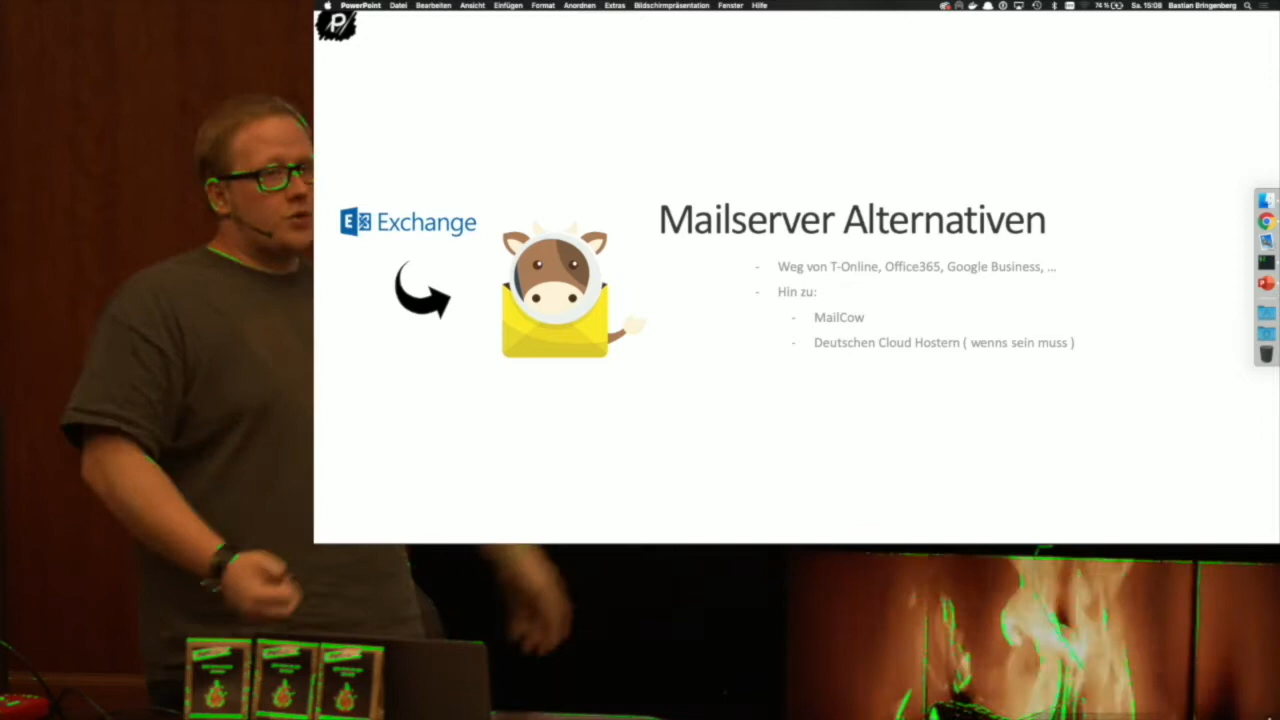 PowerPoint Datei Bearbeiten Ansicht Einfügen Format Anordnen Extras Bildschirmpräsentation Fenster Hilfe
74 % Sa. 15:08 Bastian Bringenberg
P/
E Exchange
Mailserver Alternativen
- Weg von T-Online, Office365, Google Business, ...
- Hin zu:
- MailCow
- Deutschen Cloud Hostern ( wenns sein muss )